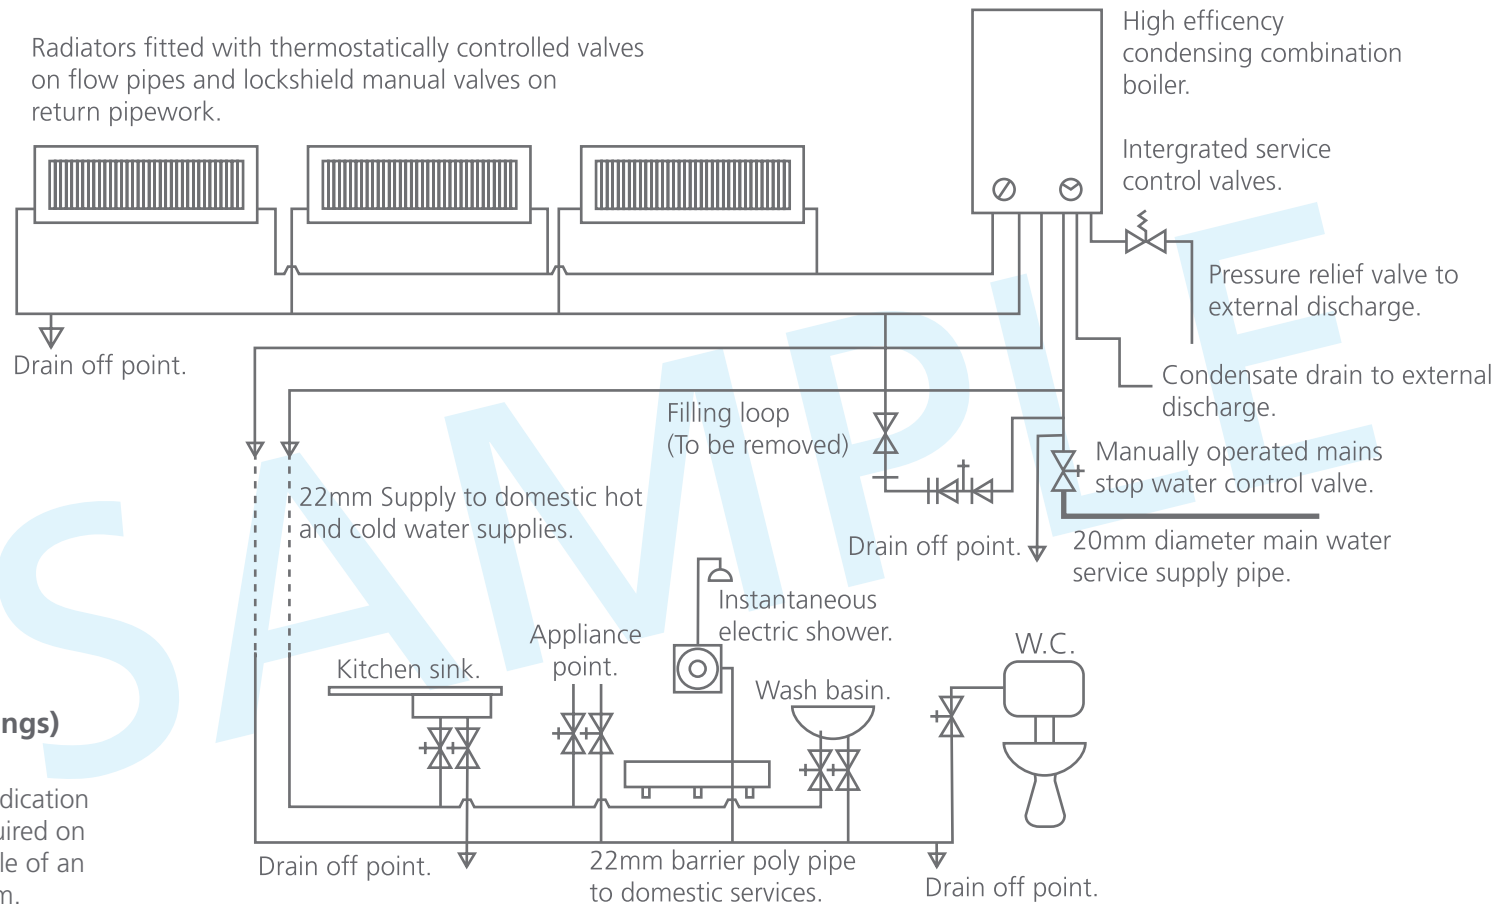 Radiators fitted with thermostatically controlled valves
on flow pipes and lockshield manual valves on
return pipework.
High efficency
condensing combination
boiler.
Intergrated service
control valves.
Pressure relief valve to
external discharge.
Drain off point.
Condensate drain to external
discharge.
Filling loop
(To be removed)
Manually operated mains
stop water control valve.
22mm Supply to domestic hot
and cold water supplies.
Drain off point.
20mm diameter main water
service supply pipe.
Instantaneous
electric shower.
Appliance
point.
W.C.
Kitchen sink.
Wash basin.
ngs)
dication
uired on
le of an
m.
Drain off point.
22mm barrier poly pipe
to domestic services.
Drain off point.
SAMPLE